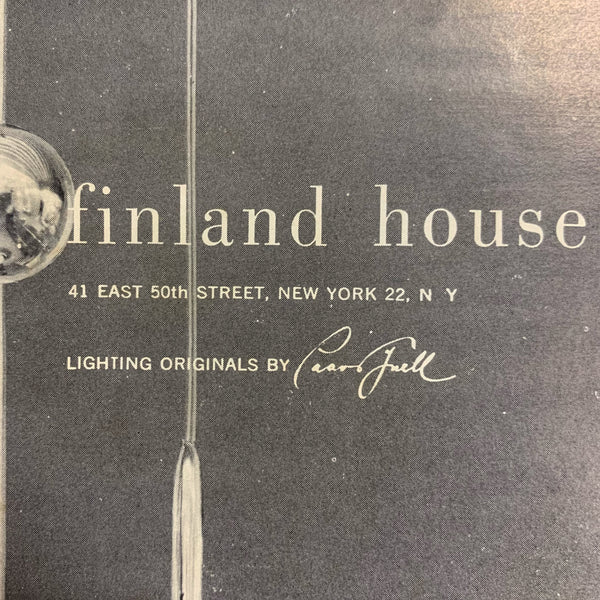 finland house
41 EAST 50th STREET, NEW YORK 22, N Y
LIGHTING ORIGINALS BY Paavo Tynell